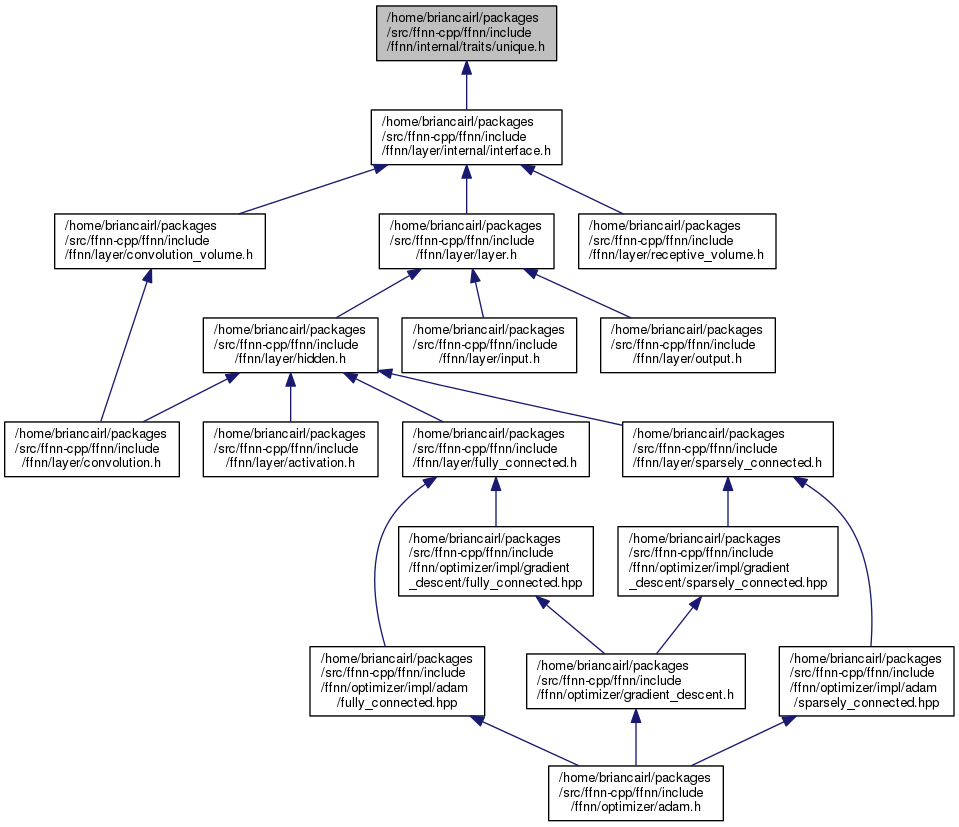 /home/briancairl/packages
/src/ffnn-cpp/ffnn/include
/ffnn/internal/traits/unique.h
/home/briancairl/packages
/src/ffnn-cpp/ffnn/include
/ffnn/layer/internal/interface.h
/home/briancairl/packages
/src/ffnn-cpp/ffnn/include
/ffnn/layer/convolution_volume.h
/home/briancairl/packages
/src/ffnn-cpp/ffnn/include
/ffnn/layer/layer.h
/home/briancairl/packages
/src/ffnn-cpp/ffnn/include
/ffnn/layer/receptive_volume.h
/home/briancairl/packages
/src/ffnn-cpp/ffnn/include
/ffnn/layer/hidden.h
/home/briancairl/packages
/src/ffnn-cpp/ffnn/include
/ffnn/layer/input.h
/home/briancairl/packages
/src/ffnn-cpp/ffnn/include
/ffnn/layer/output.h
/home/briancairl/packages
/src/ffnn-cpp/ffnn/include
/ffnn/layer/convolution.h
/home/briancairl/packages
/src/ffnn-cpp/ffnn/include
/ffnn/layer/activation.h
/home/briancairl/packages
/src/ffnn-cpp/ffnn/include
/ffnn/layer/fully_connected.h
/home/briancairl/packages
/src/ffnn-cpp/ffnn/include
/ffnn/layer/sparsely_connected.h
/home/briancairl/packages
/src/ffnn-cpp/ffnn/include
/ffnn/optimizer/impl/gradient
_descent/fully_connected.hpp
/home/briancairl/packages
/src/ffnn-cpp/ffnn/include
/ffnn/optimizer/impl/gradient
_descent/sparsely_connected.hpp
/home/briancairl/packages
/src/ffnn-cpp/ffnn/include
/ffnn/optimizer/impl/adam
/fully_connected.hpp
/home/briancairl/packages
/src/ffnn-cpp/ffnn/include
/ffnn/optimizer/gradient_descent.h
/home/briancairl/packages
/src/ffnn-cpp/ffnn/include
/ffnn/optimizer/impl/adam
/sparsely_connected.hpp
/home/briancairl/packages
/src/ffnn-cpp/ffnn/include
/ffnn/optimizer/adam.h